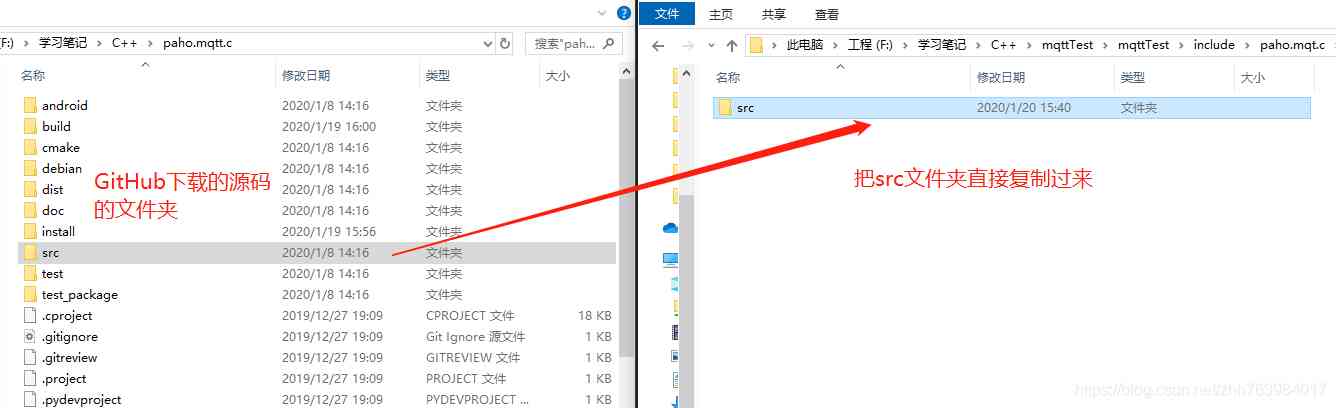 F:)
学习笔记
C++
paho.mqtt.c
搜索"pah...
名称
修改日期
类型
大小
android
2020/1/8 14:16
文件夹
build
2020/1/19 16:00
文件夹
cmake
2020/1/8 14:16
文件夹
debian
2020/1/8 14:16
文件夹
dist
2020/1/8 14:16
文件夹
doc
2020/1/8 14:16
文件夹
install
2020/1/19 15:56
文件夹
src
2020/1/8 14:16
文件夹
test
2020/1/8 14:16
文件夹
test_package
2020/1/8 14:16
文件夹
.cproject
2019/12/27 19:09
CPROJECT 文件
18 KB
.gitignore
2019/12/27 19:09
Git Ignore 源文件
1 KB
.gitreview
2019/12/27 19:09
GITREVIEW 文件
1 KB
.project
2019/12/27 19:09
PROJECT 文件
1 KB
.pydevproject
2019/12/27 19:09
PYDEVPROJECT ...
1 KB
GitHub下载的源码
的文件夹
文件
主页
共享
查看
此电脑
工程 (F:)
学习笔记
C++
mqttTest
mqttTest
include
paho.mqt.c
名称
修改日期
类型
大小
src
2020/1/20 15:40
文件夹
把src文件夹直接复制过来